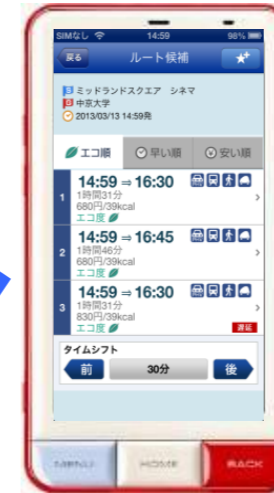 SIMなし 14:59 98%
戻る ルート候補
S ミッドランドスクエア シネマ
D 中京大学
2013/03/13 14:59発
エコ順 早い順 安い順
1 14:59 ⇒ 16:30
1時間31分
680円/39kcal
エコ度
2 14:59 ⇒ 16:45
1時間46分
680円/39kcal
エコ度
3 14:59 ⇒ 16:30
1時間31分
830円/39kcal
エコ度 遅延
タイムシフト
前 30分 後
MENU HOME BACK